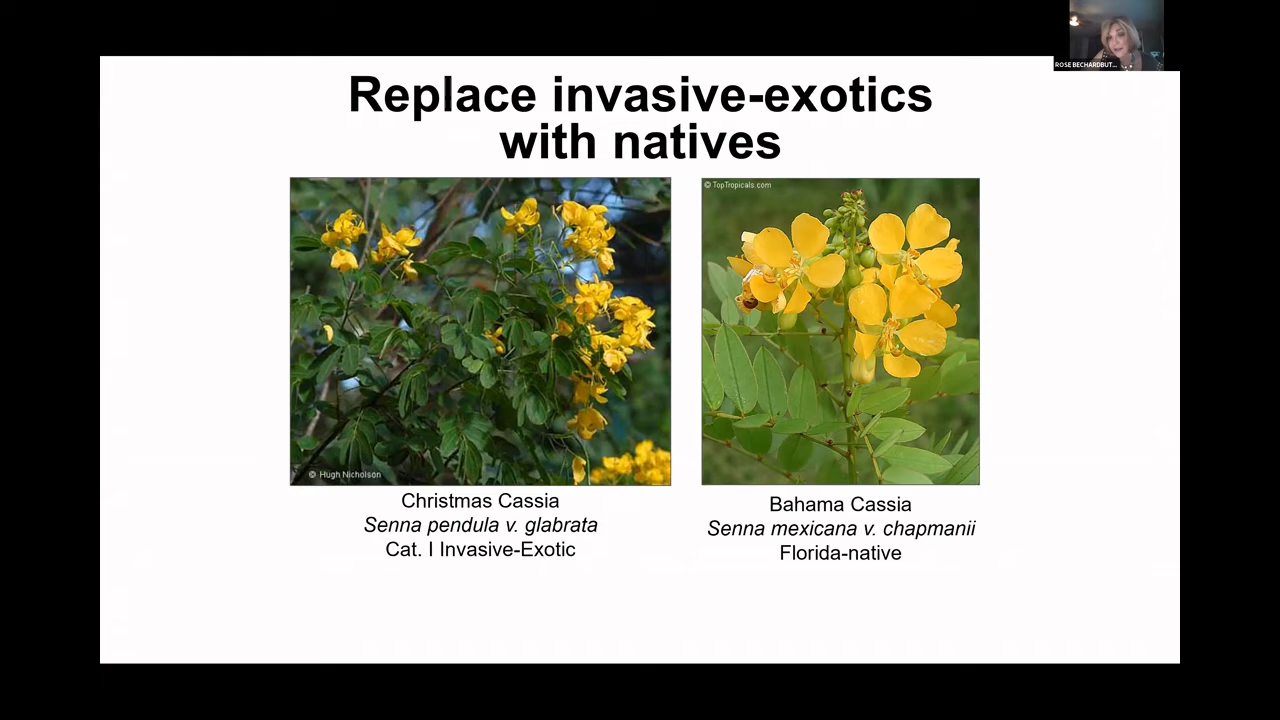 ROSE BECHARDBUT...
Replace invasive-exotics
with natives
© Hugh Nicholson
© TopTropicals.com
Christmas Cassia
Senna pendula v. glabrata
Cat. I Invasive-Exotic
Bahama Cassia
Senna mexicana v. chapmanii
Florida-native